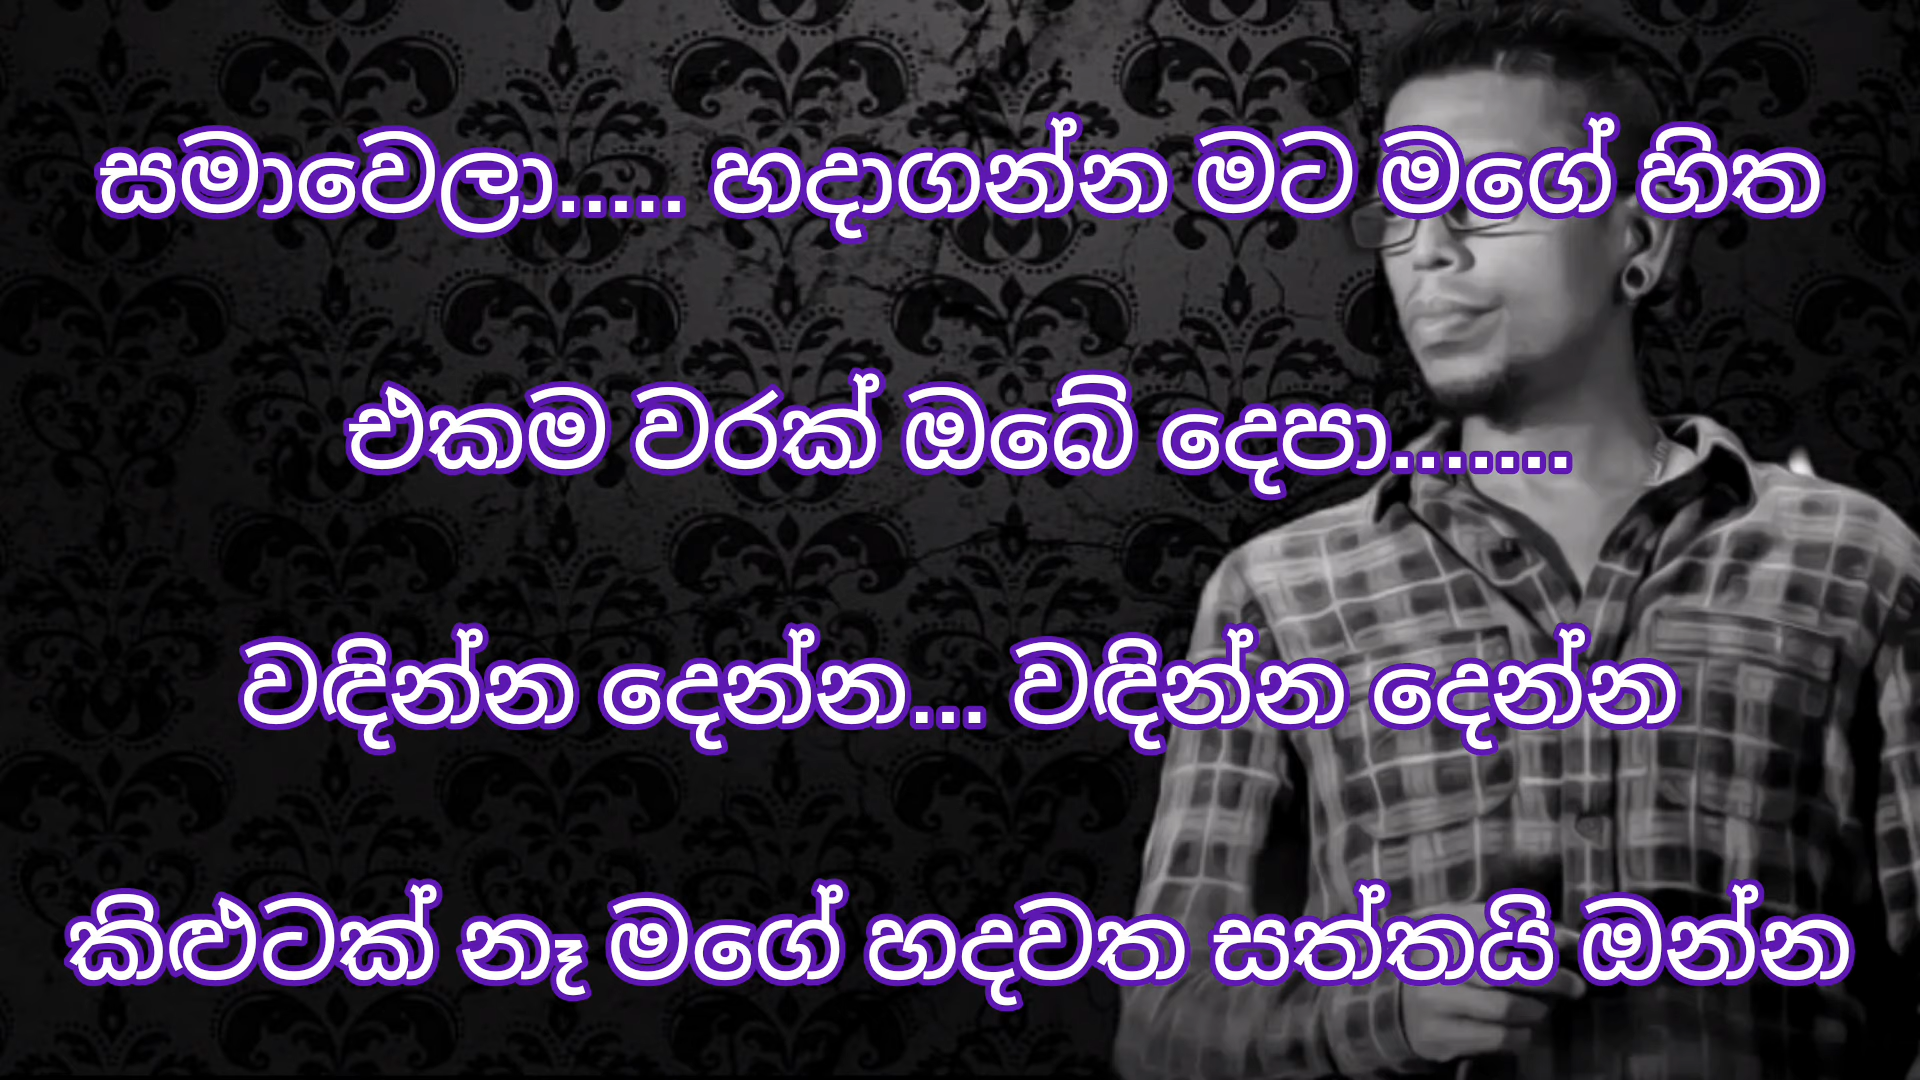 සමාවෙලා..... හදාගන්න මට මගේ හිත
එකම වරක් ඔබේ දෙපා.......
වඳින්න දෙන්න... වඳින්න දෙන්න
කිළුටක් නෑ මගේ හදවත සත්තයි ඔන්න